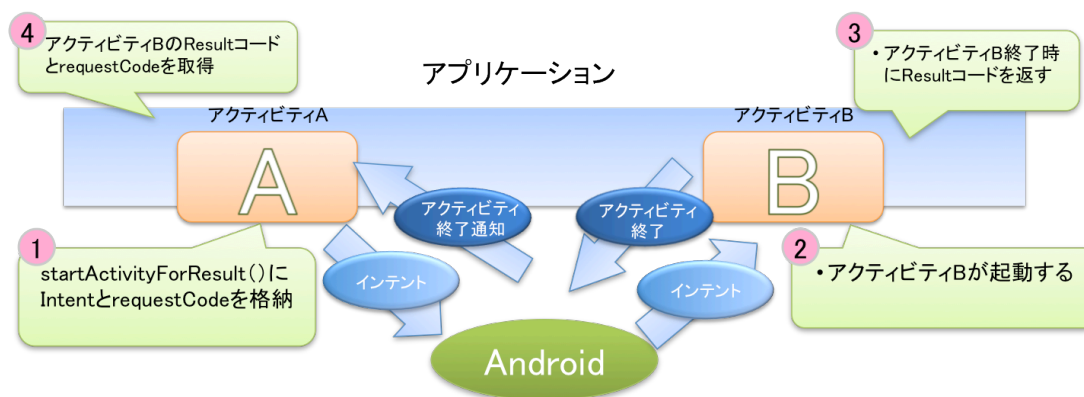 4
アクティビティBのResultコード
とrequestCodeを取得
アプリケーション
3
・アクティビティB終了時
にResultコードを返す
アクティビティA
アクティビティB
A
B
アクティビティ
終了通知
アクティビティ
終了
1
startActivityForResult()に
IntentとrequestCodeを格納
インテント
インテント
2
・アクティビティBが起動する
Android